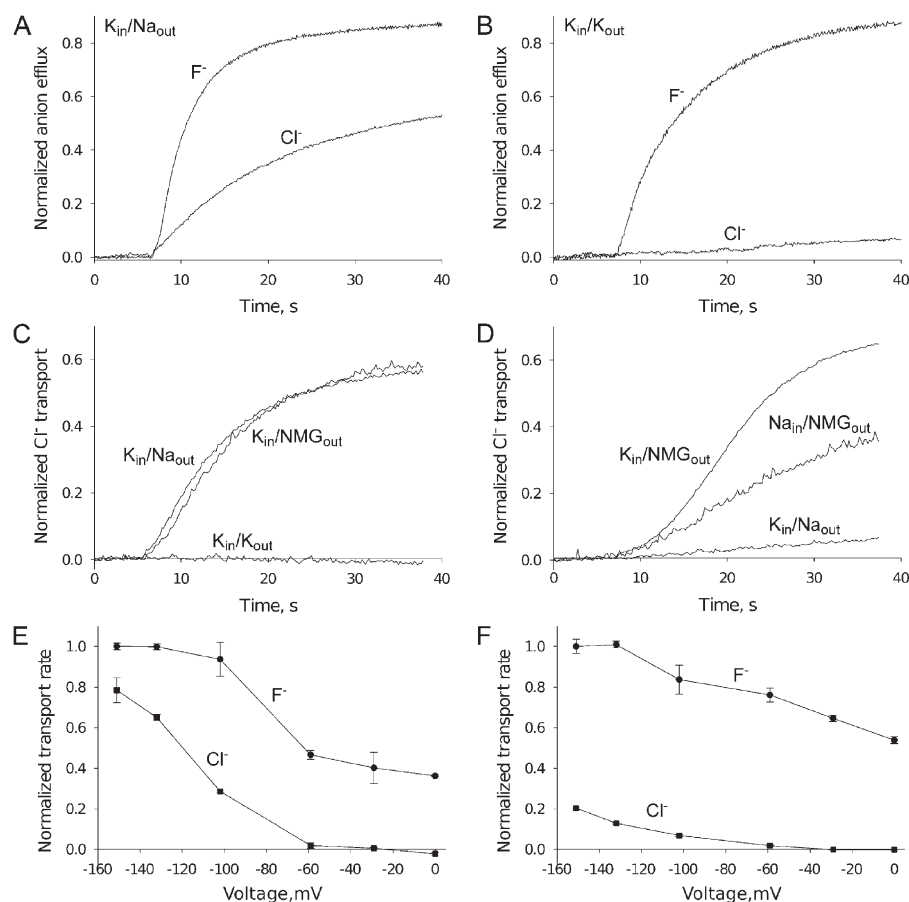 A
K_in/Na_out
Normalized anion efflux
0.8
0.6
0.4
0.2
0.0
F-
Cl-
0
10
20
30
40
Time, s
B
K_in/K_out
Normalized anion efflux
0.8
0.6
0.4
0.2
0.0
F-
Cl-
0
10
20
30
40
Time, s
C
Normalized Cl- transport
0.6
0.4
0.2
0.0
K_in/Na_out
K_in/NMG_out
K_in/K_out
0
10
20
30
40
Time, s
D
Normalized Cl- transport
0.6
0.4
0.2
0.0
K_in/NMG_out
Na_in/NMG_out
K_in/Na_out
0
10
20
30
40
Time, s
E
Normalized transport rate
1.0
0.8
0.6
0.4
0.2
0.0
F-
Cl-
-160
-140
-120
-100
-80
-60
-40
-20
0
Voltage,mV
F
Normalized transport rate
1.0
0.8
0.6
0.4
0.2
0.0
F-
Cl-
-160
-140
-120
-100
-80
-60
-40
-20
0
Voltage,mV